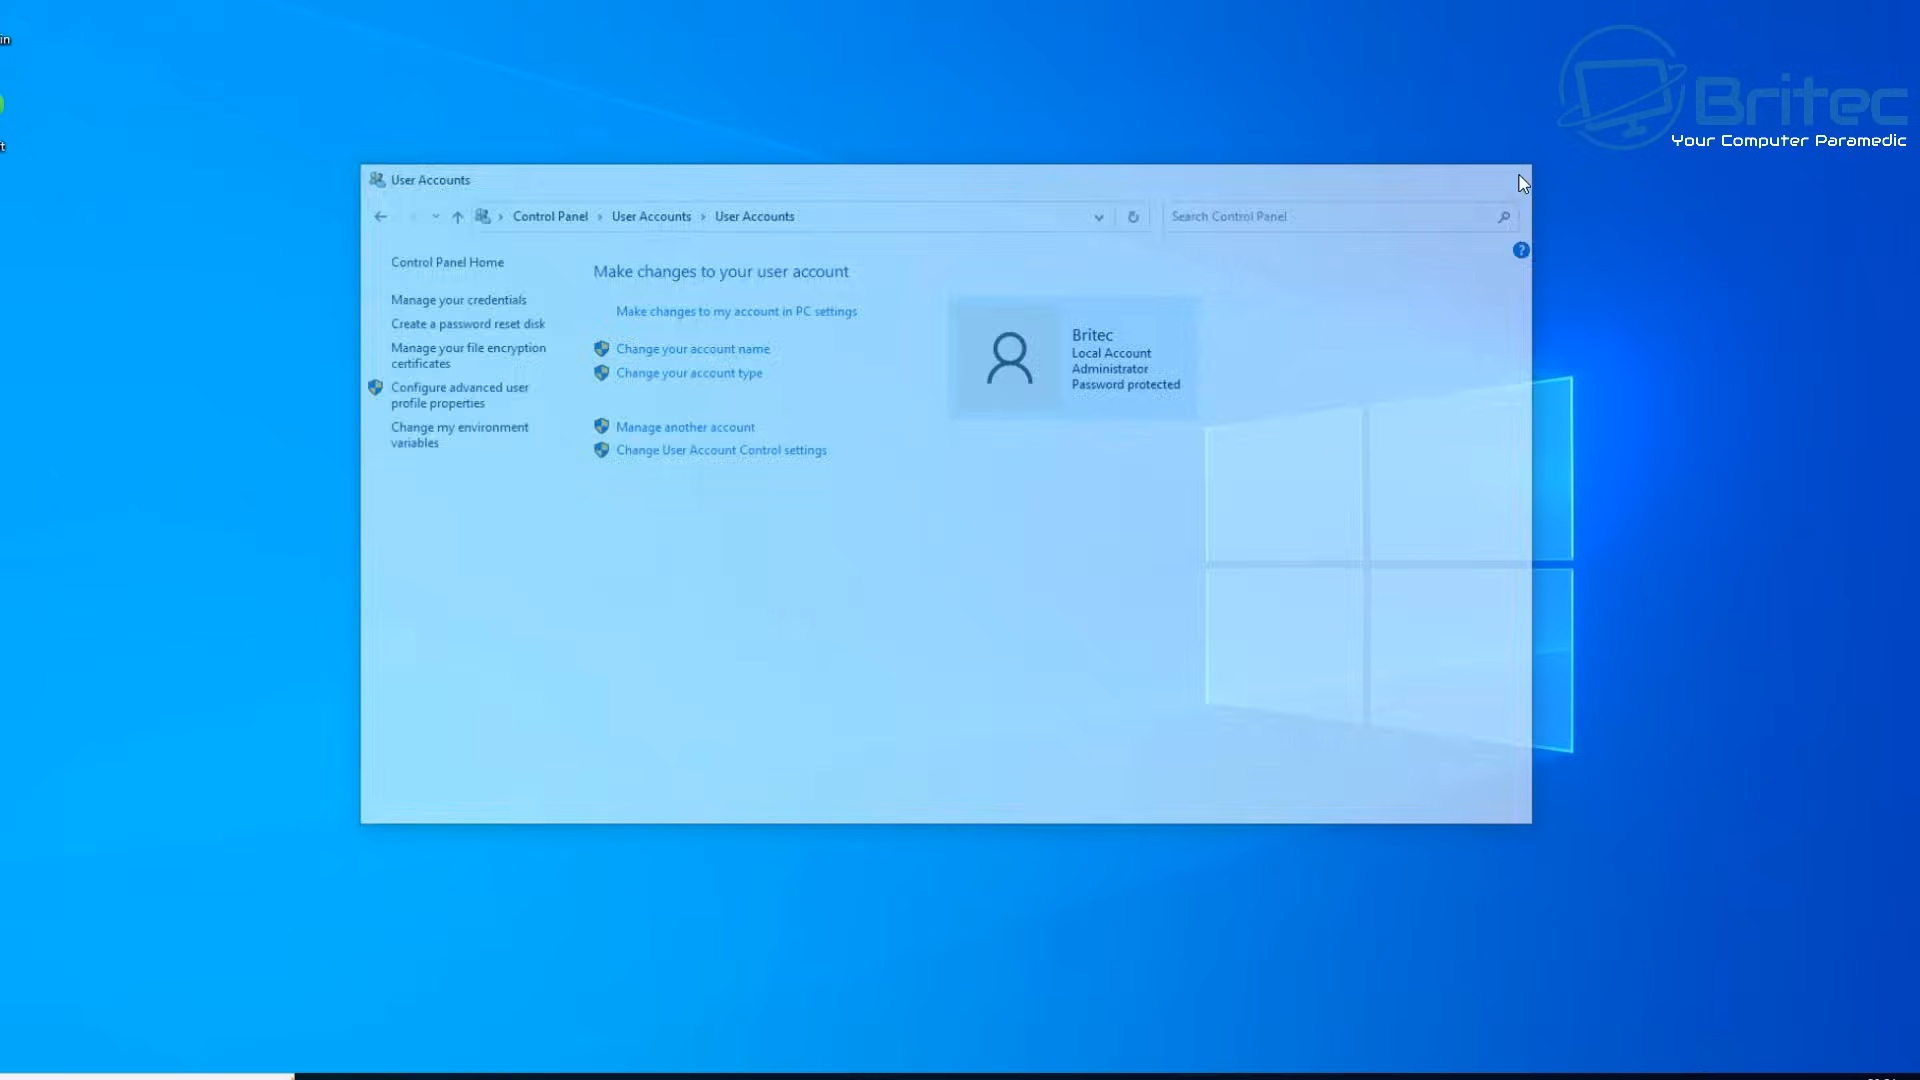 in
t
Britec
Your Computer Paramedic
User Accounts
Control Panel > User Accounts > User Accounts
Search Control Panel
?
Control Panel Home
Manage your credentials
Create a password reset disk
Manage your file encryption
certificates
Configure advanced user
profile properties
Change my environment
variables
Make changes to your user account
Make changes to my account in PC settings
Change your account name
Change your account type
Manage another account
Change User Account Control settings
Britec
Local Account
Administrator
Password protected